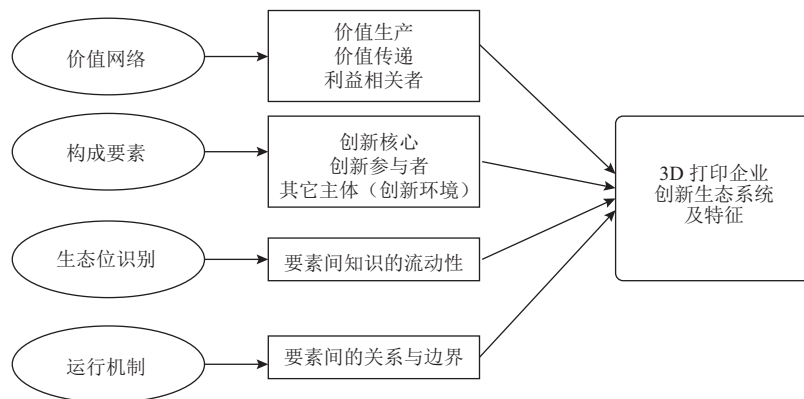 价值网络
价值生产
价值传递
利益相关者
构成要素
创新核心
创新参与者
其它主体（创新环境）
3D 打印企业
创新生态系统
及特征
生态位识别
要素间知识的流动性
运行机制
要素间的关系与边界